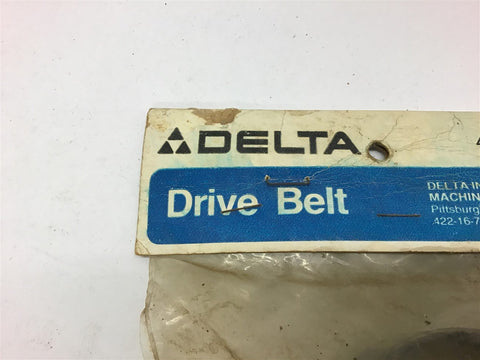 DELTA
Drive Belt
DELTA IN
MACHIN
Pittsburg
422-16-7